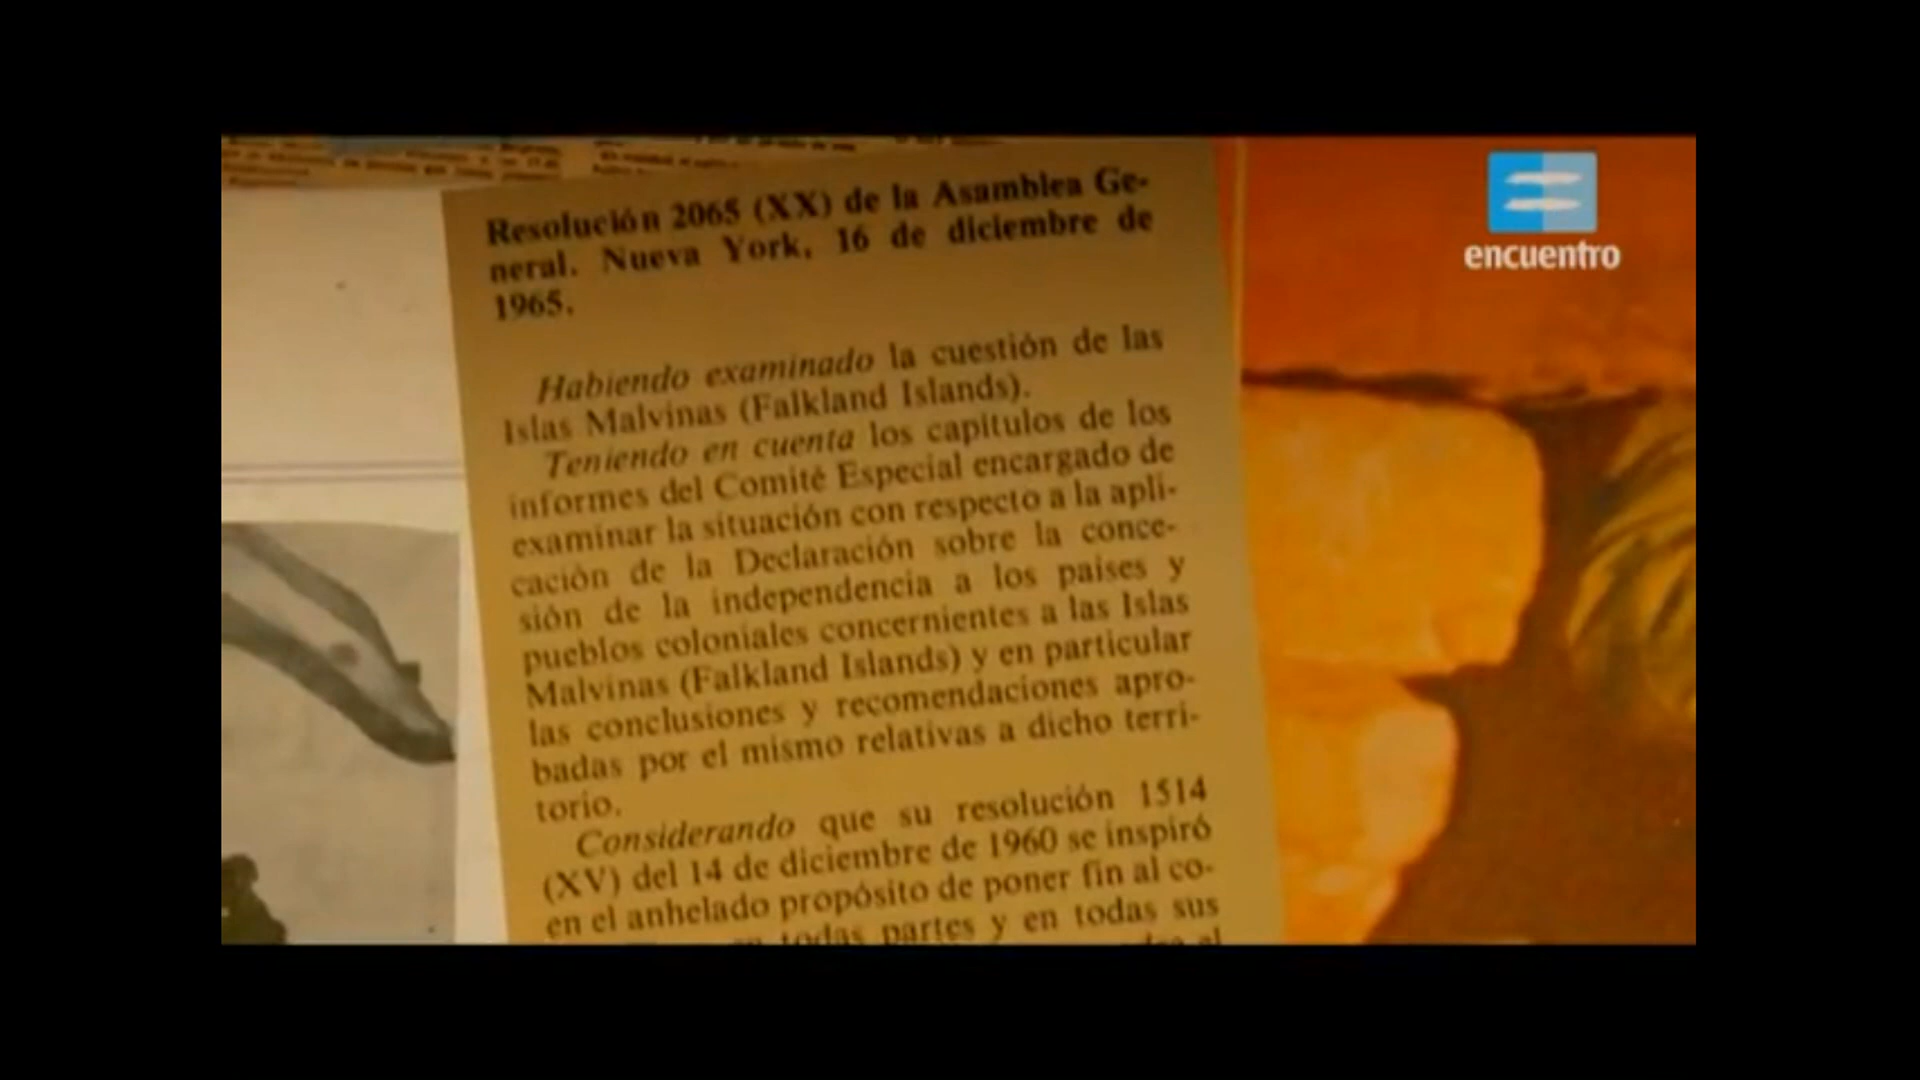 encuentro
Resolución 2065 (XX) de la Asamblea Ge-
neral. Nueva York, 16 de diciembre de
1965.
Habiendo examinado la cuestión de las
Islas Malvinas (Falkland Islands).
Teniendo en cuenta los capítulos de los
informes del Comité Especial encargado de
examinar la situación con respecto a la apli-
cación de la Declaración sobre la conce-
sión de la independencia a los países y
pueblos coloniales concernientes a las Islas
Malvinas (Falkland Islands) y en particular
las conclusiones y recomendaciones apro-
badas por el mismo relativas a dicho terri-
torio.
Considerando que su resolución 1514
(XV) del 14 de diciembre de 1960 se inspiró
en el anhelado propósito de poner fin al co-
todas partes y en todas sus